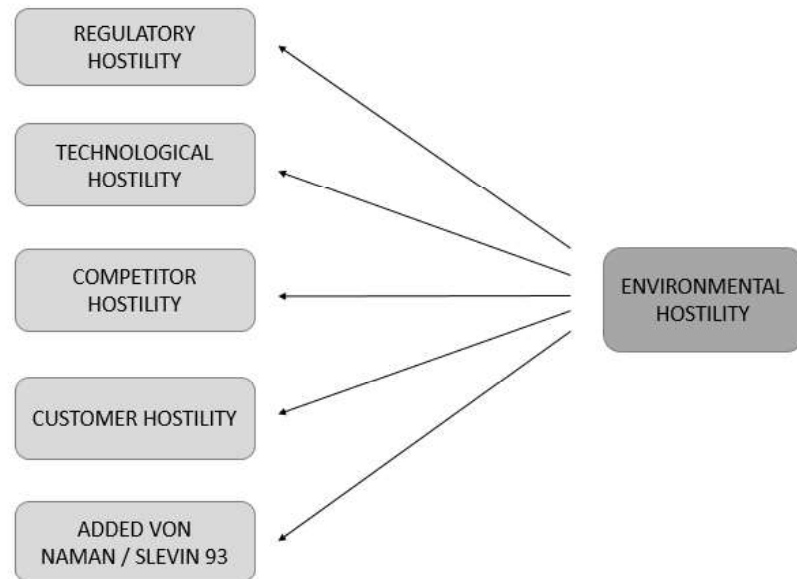 REGULATORY
HOSTILITY
TECHNOLOGICAL
HOSTILITY
COMPETITOR
HOSTILITY
ENVIRONMENTAL
HOSTILITY
CUSTOMER HOSTILITY
ADDED VON
NAMAN / SLEVIN 93